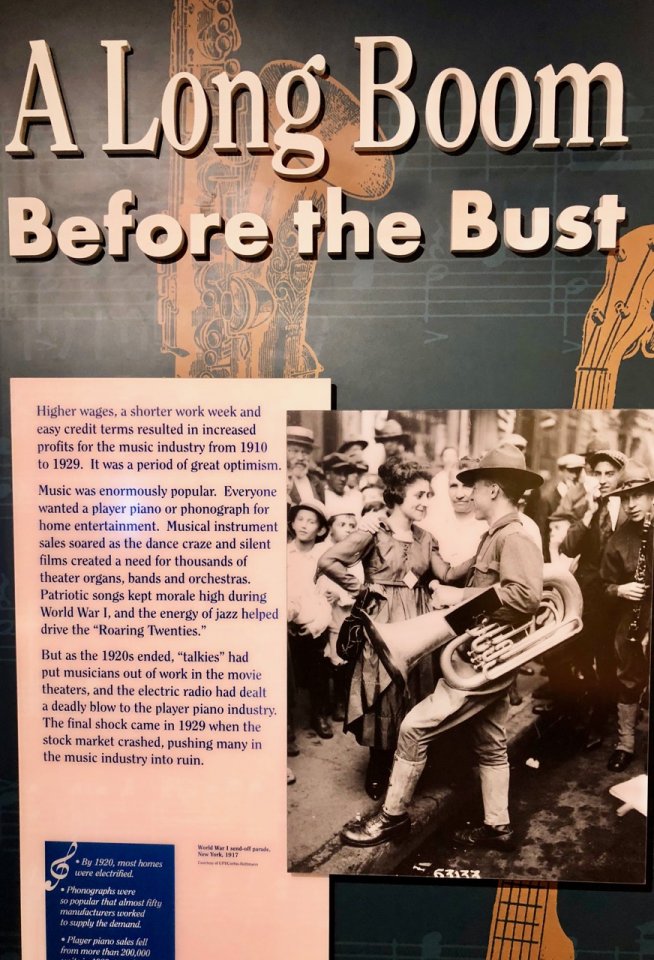 A Long Boom
Before the Bust
Higher wages, a shorter work week and
easy credit terms resulted in increased
profits for the music industry from 1910
to 1929. It was a period of great optimism.
Music was enormously popular. Everyone
wanted a player piano or phonograph for
home entertainment. Musical instrument
sales soared as the dance craze and silent
films created a need for thousands of
theater organs, bands and orchestras.
Patriotic songs kept morale high during
World War I, and the energy of jazz helped
drive the “Roaring Twenties.”
But as the 1920s ended, “talkies” had
put musicians out of work in the movie
theaters, and the electric radio had dealt
a deadly blow to the player piano industry.
The final shock came in 1929 when the
stock market crashed, pushing many in
the music industry into ruin.
World War I send-off parade,
New York, 1917
Courtesy of UPI/Corbis-Bettmann
• By 1920, most homes
were electrified.
• Phonographs were
so popular that almost fifty
manufacturers worked
to supply the demand.
• Player piano sales fell
from more than 200,000